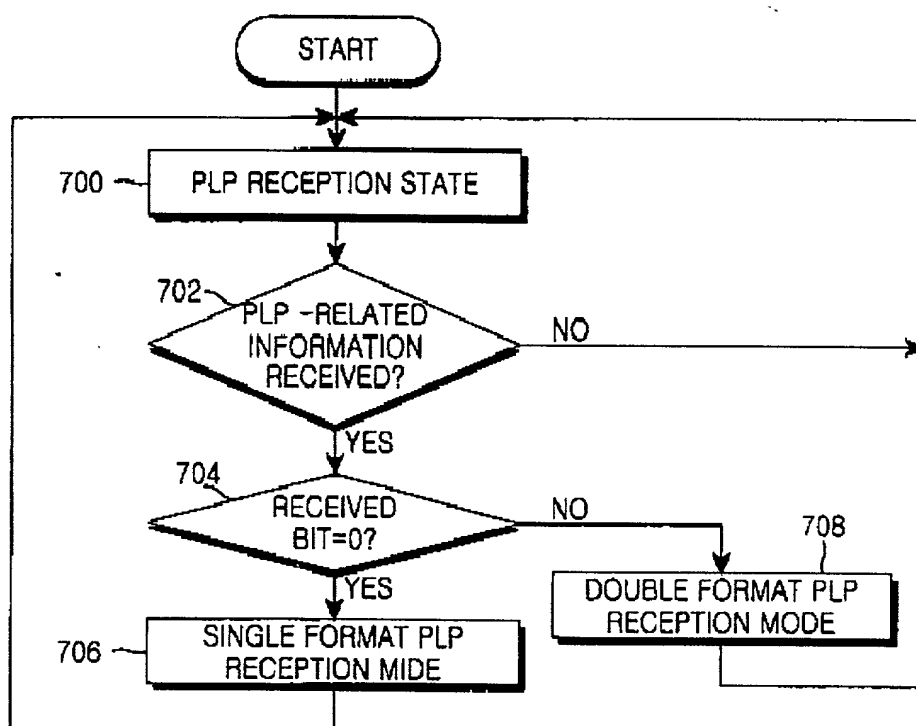 START
700
PLP RECEPTION STATE
702
PLP -RELATED
INFORMATION
RECEIVED?
NO
YES
704
RECEIVED
BIT=0?
NO
YES
708
DOUBLE FORMAT PLP
RECEPTION MODE
706
SINGLE FORMAT PLP
RECEPTION MIDE